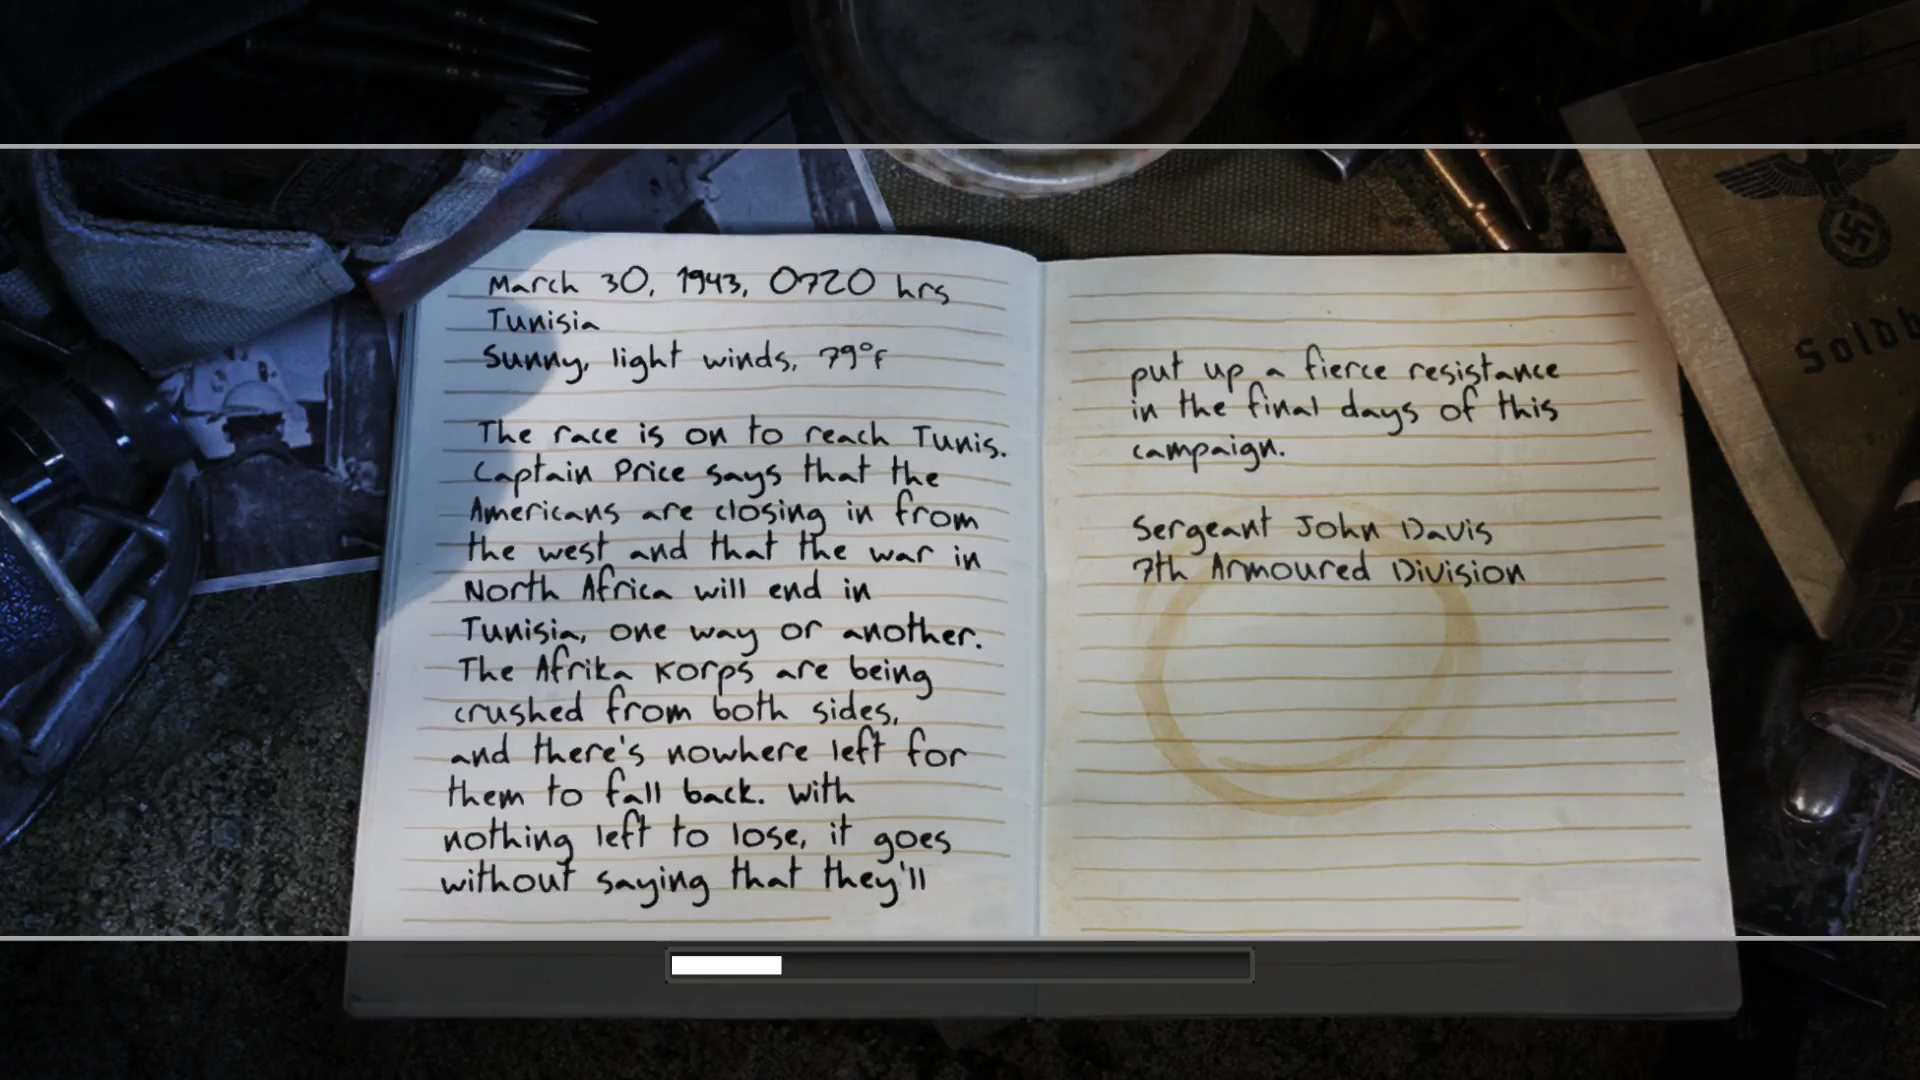 March 30, 1943, 0720 hrs
Tunisia
Sunny, light winds, 79°F
The race is on to reach Tunis.
Captain Price says that the
Americans are closing in from
the west and that the war in
North Africa will end in
Tunisia, one way or another.
The Afrika Korps are being
crushed from both sides,
and there's nowhere left for
them to fall back. With
nothing left to lose, it goes
without saying that they'll
put up a fierce resistance
in the final days of this
campaign.
Sergeant John Davis
7th Armoured Division